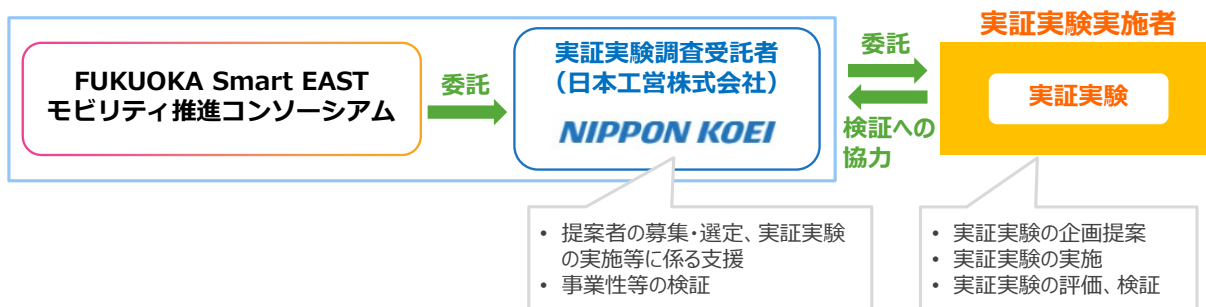 FUKUOKA Smart EAST
モビリティ推進コンソーシアム
委託
実証実験調査受託者
（日本工営株式会社）
NIPPON KOEI
委託
検証への
協力
実証実験実施者
実証実験
• 提案者の募集・選定、実証実験
の実施等に係る支援
• 事業性等の検証
• 実証実験の企画提案
• 実証実験の実施
• 実証実験の評価、検証